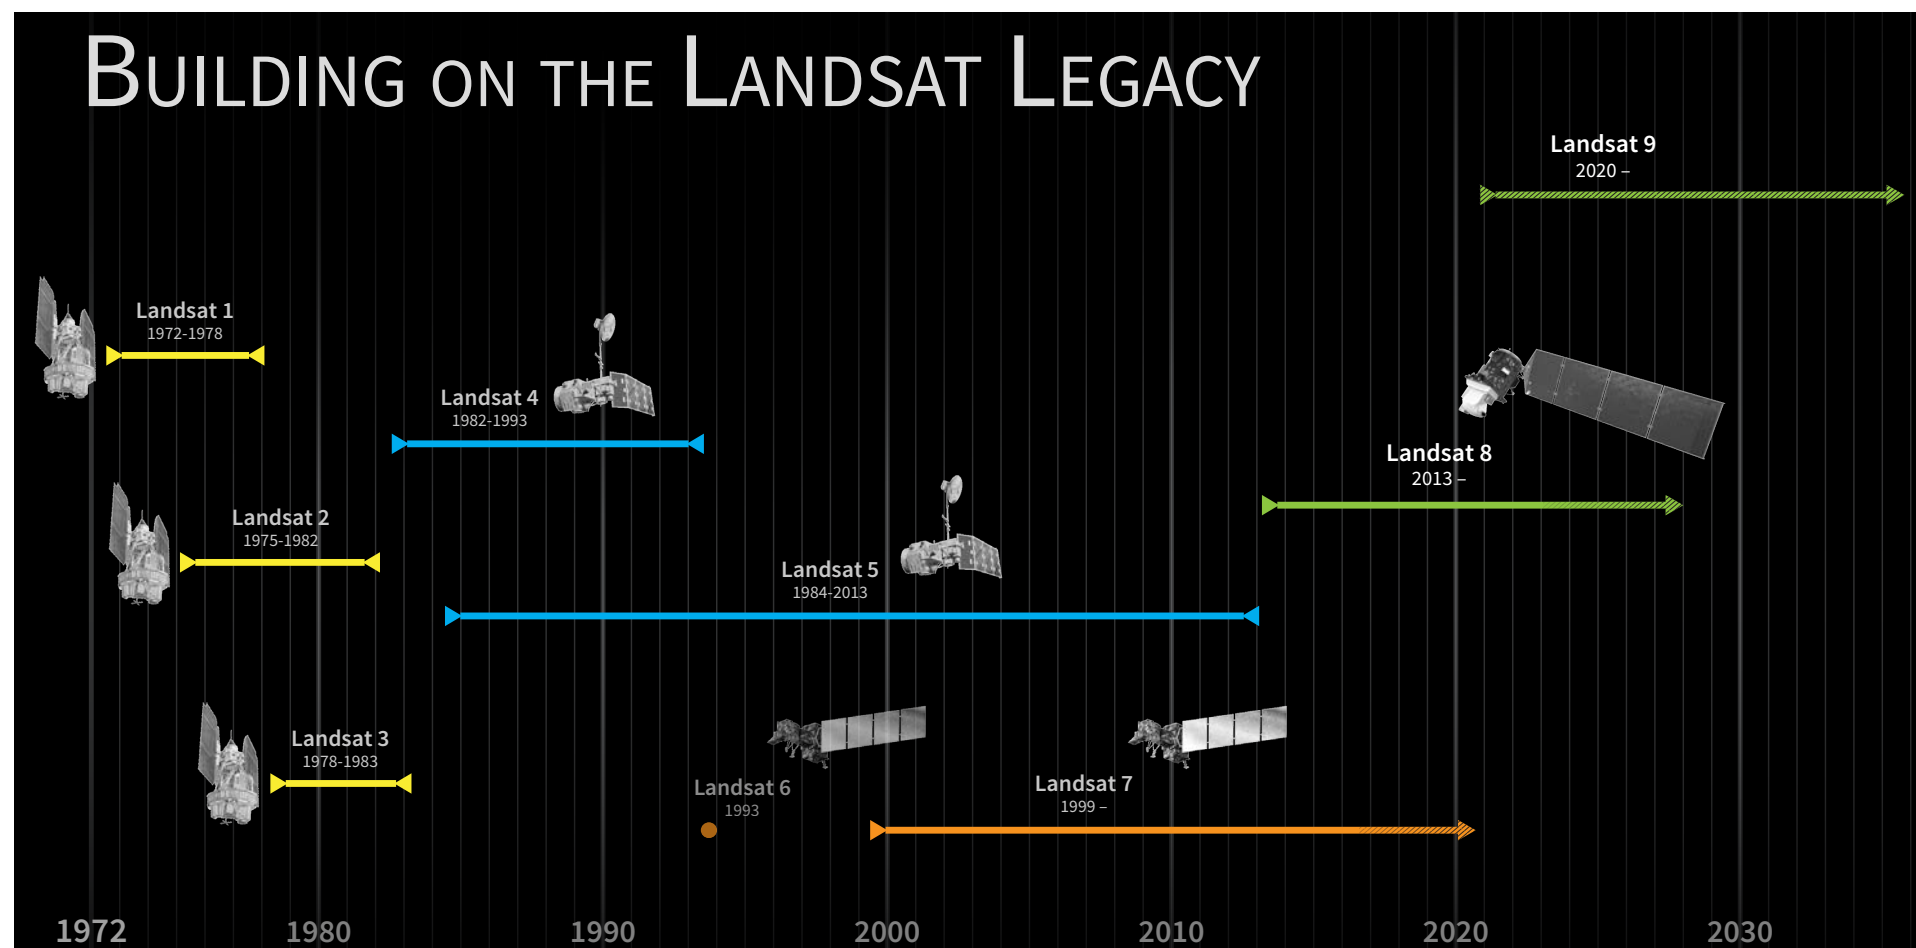 BUILDING ON THE LANDSAT LEGACY
Landsat 9
2020 –
Landsat 1
1972-1978
Landsat 4
1982-1993
Landsat 8
2013 –
Landsat 2
1975-1982
Landsat 5
1984-2013
Landsat 3
1978-1983
Landsat 6
1993
Landsat 7
1999 –
1972 1980 1990 2000 2010 2020 2030